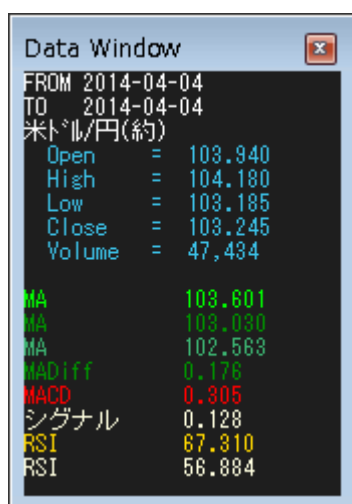 Data Window
FROM 2014-04-04
TO 2014-04-04
米ﾄﾞﾙ/円(約)
Open = 103.940
High = 104.180
Low = 103.185
Close = 103.245
Volume = 47,434
MA 103.601
MA 103.030
MA 102.563
MADiff 0.176
MACD 0.305
シグナル 0.128
RSI 67.310
RSI 56.884